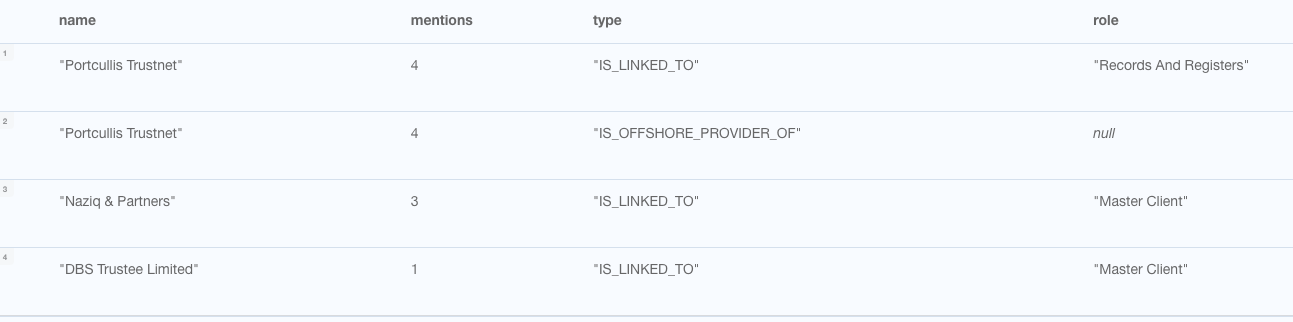 name mentions type role
1
"Portcullis Trustnet" 4 "IS_LINKED_TO" "Records And Registers"
2
"Portcullis Trustnet" 4 "IS_OFFSHORE_PROVIDER_OF" null
3
"Naziq & Partners" 3 "IS_LINKED_TO" "Master Client"
4
"DBS Trustee Limited" 1 "IS_LINKED_TO" "Master Client"